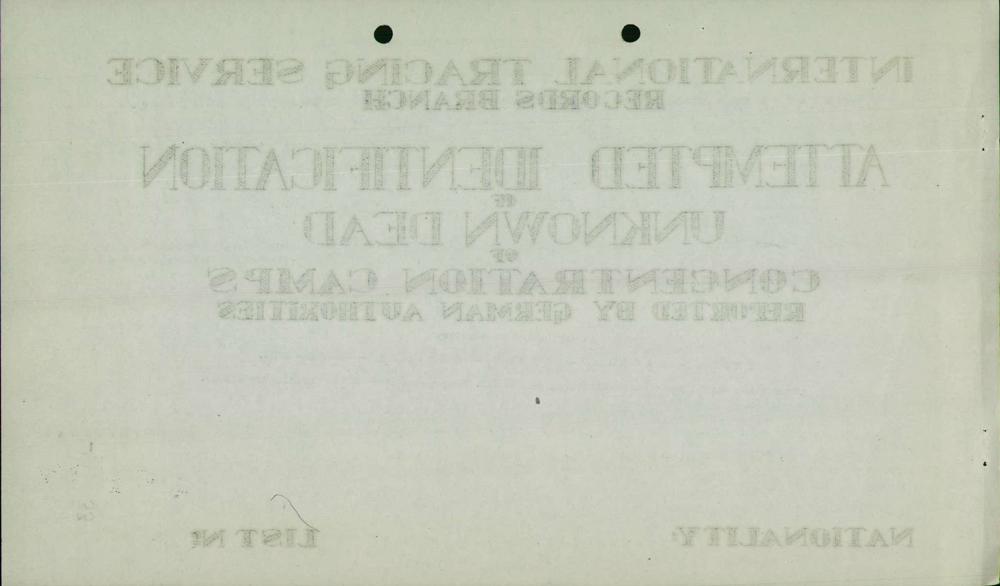 INTERNATIONAL TRACING SERVICE
RECORDS BRANCH
ATTEMPTED IDENTIFICATION
OF
UNKNOWN DEAD
OF
CONCENTRATION CAMPS
REPORTED BY GERMAN AUTHORITIES
NATIONALITY: LIST Nº